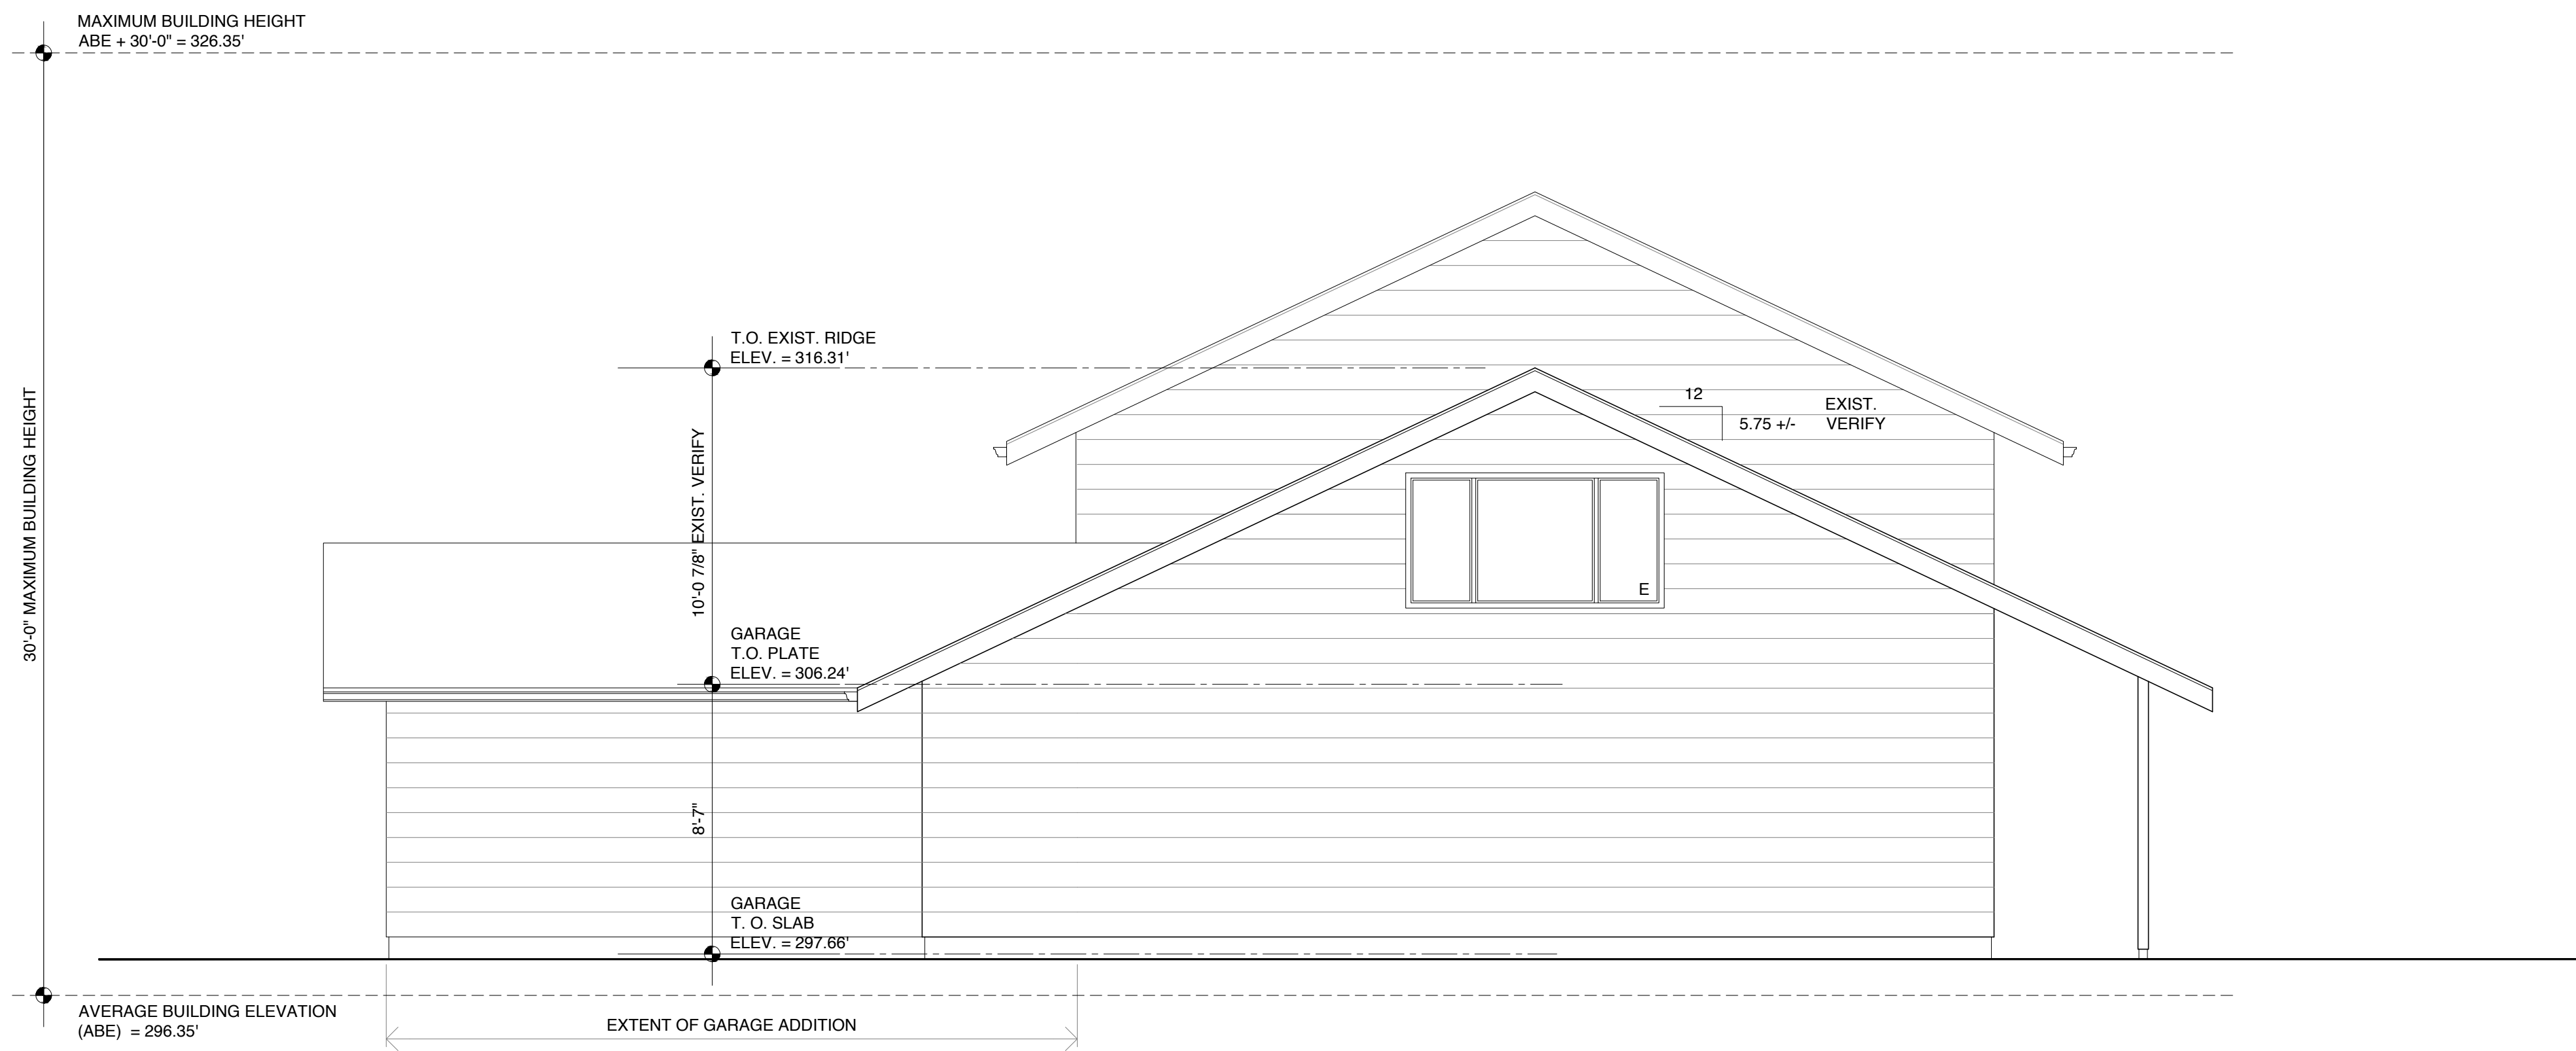 MAXIMUM BUILDING HEIGHT
ABE + 30'-0" = 326.35'
30'-0" MAXIMUM BUILDING HEIGHT
T.O. EXIST. RIDGE
ELEV. = 316.31'
10'-0 7/8" EXIST. VERIFY
12
5.75 +/-
EXIST.
VERIFY
E
GARAGE
T.O. PLATE
ELEV. = 306.24'
8'-7"
GARAGE
T. O. SLAB
ELEV. = 297.66'
AVERAGE BUILDING ELEVATION
(ABE)  = 296.35'
EXTENT OF GARAGE ADDITION